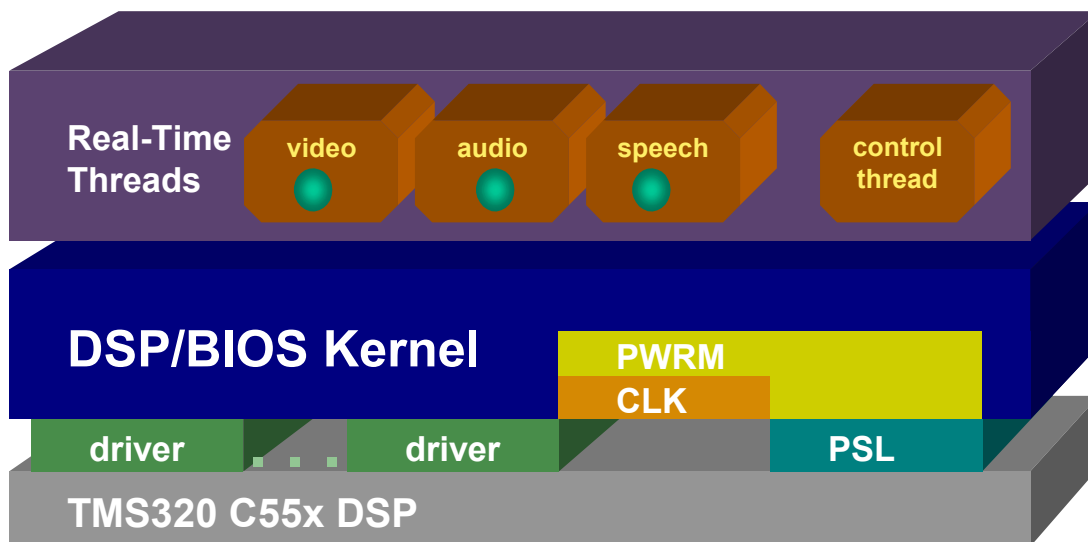 Real-Time
Threads
video
audio
speech
control
thread
DSP/BIOS Kernel
PWRM
CLK
driver
driver
PSL
TMS320 C55x DSP